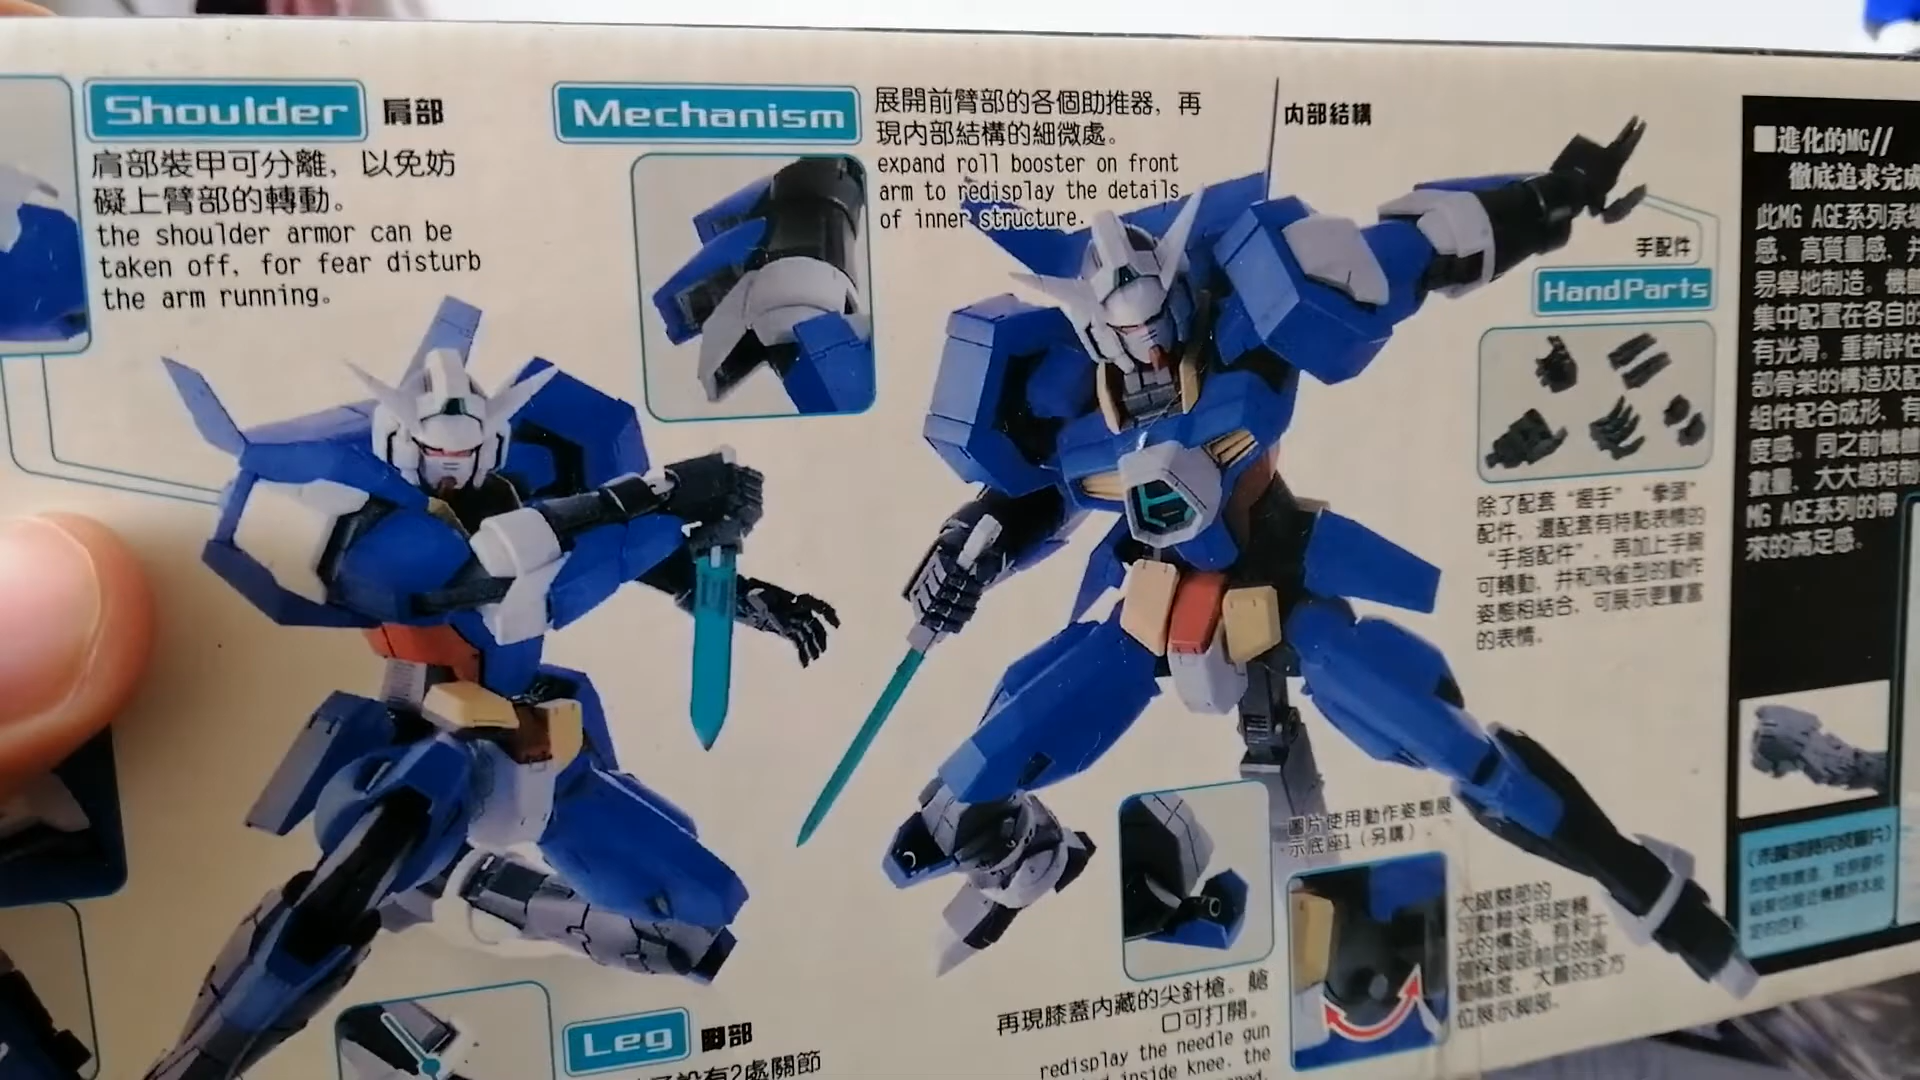 Shoulder 肩部
肩部裝甲可分離，以免妨
礙上臂部的轉動。
the shoulder armor can be
taken off, for fear disturb
the arm running。
Mechanism
展開前臂部的各個助推器，再
現內部結構的細微處。
expand roll booster on front
arm to redisplay the details
of inner structure.
內部結構
手配件
HandParts
除了配套“握手”“拳頭”
配件，還配套有特點表情的
“手指配件”，再加上手腕
可轉動，并和飛雀型的動作
姿態相結合，可展示更豐富
的表情。
■進化的MG//
徹底追求完成
此MG AGE系列承
感、高質量感，并
易舉地制造。機體
集中配置在各自的
有光滑。重新評估
部骨架的構造及配
組件配合成形、有
度感。同之前機體
數量、大大縮短制
MG AGE系列的帶
來的滿足感。
圖片使用動作姿態展
示底座1（另購）。
大腿關節的
可動軸采用旋轉
式的構造，有利于
確保脚部前后的擺
動幅度，大體的全方
位展示脚部。
再現膝蓋內藏的尖針槍。艙
口可打開。
redisplay the needle gun
inside knee. the
Leg 脚部
設有2處關節